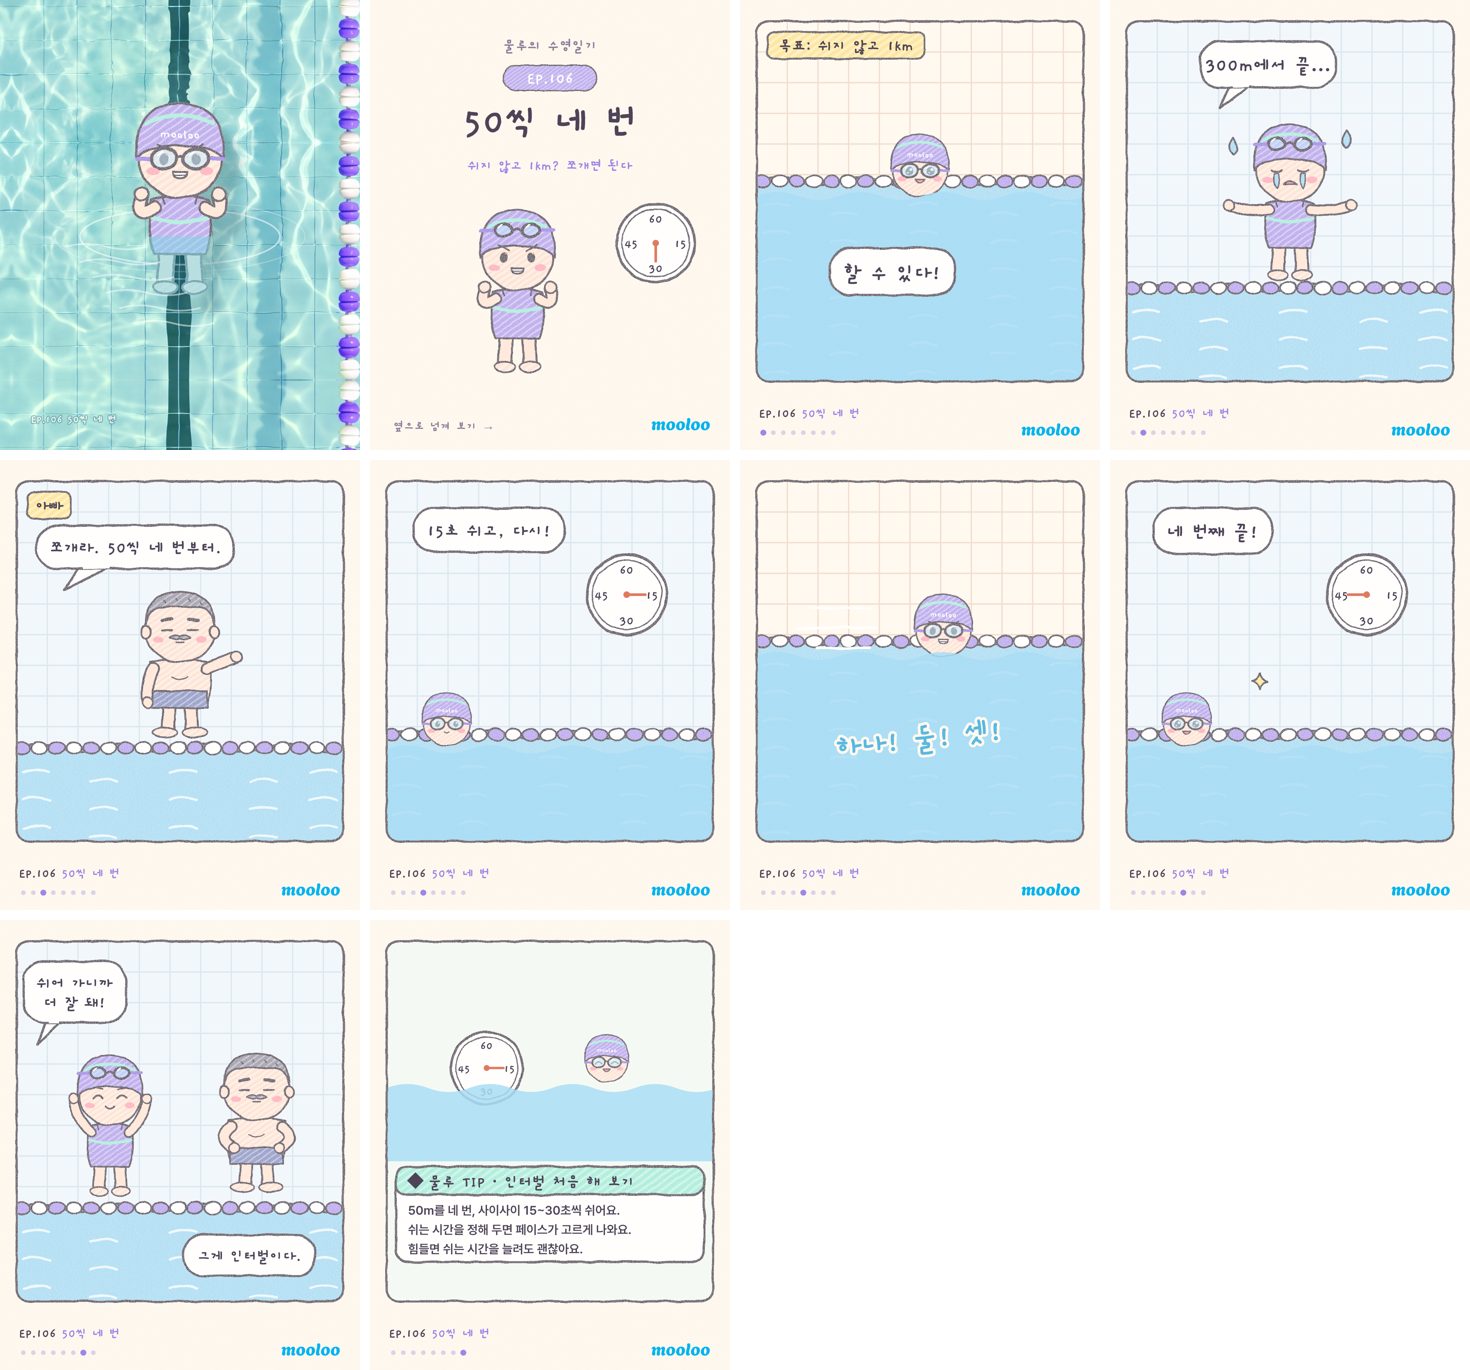 mooloo
EP.106 50씩 네 번
물루의 수영일기
EP.106
50씩 네 번
쉬지 않고 1km? 쪼개면 된다
60
45
15
30
옆으로 넘겨 보기 →
mooloo
목표: 쉬지 않고 1km
mooloo
할 수 있다!
EP.106 50씩 네 번
mooloo
300m에서 끝...
EP.106 50씩 네 번
mooloo
아빠
쪼개라. 50씩 네 번부터.
EP.106 50씩 네 번
mooloo
15초 쉬고, 다시!
60
45
15
30
mooloo
EP.106 50씩 네 번
mooloo
mooloo
하나! 둘! 셋!
EP.106 50씩 네 번
mooloo
네 번째 끝!
60
45
15
30
mooloo
EP.106 50씩 네 번
mooloo
쉬어 가니까
더 잘 돼!
그게 인터벌이다.
EP.106 50씩 네 번
mooloo
60
45
15
30
mooloo
물루 TIP · 인터벌 처음 해 보기
50m를 네 번, 사이사이 15~30초씩 쉬어요.
쉬는 시간을 정해 두면 페이스가 고르게 나와요.
힘들면 쉬는 시간을 늘려도 괜찮아요.
EP.106 50씩 네 번
mooloo